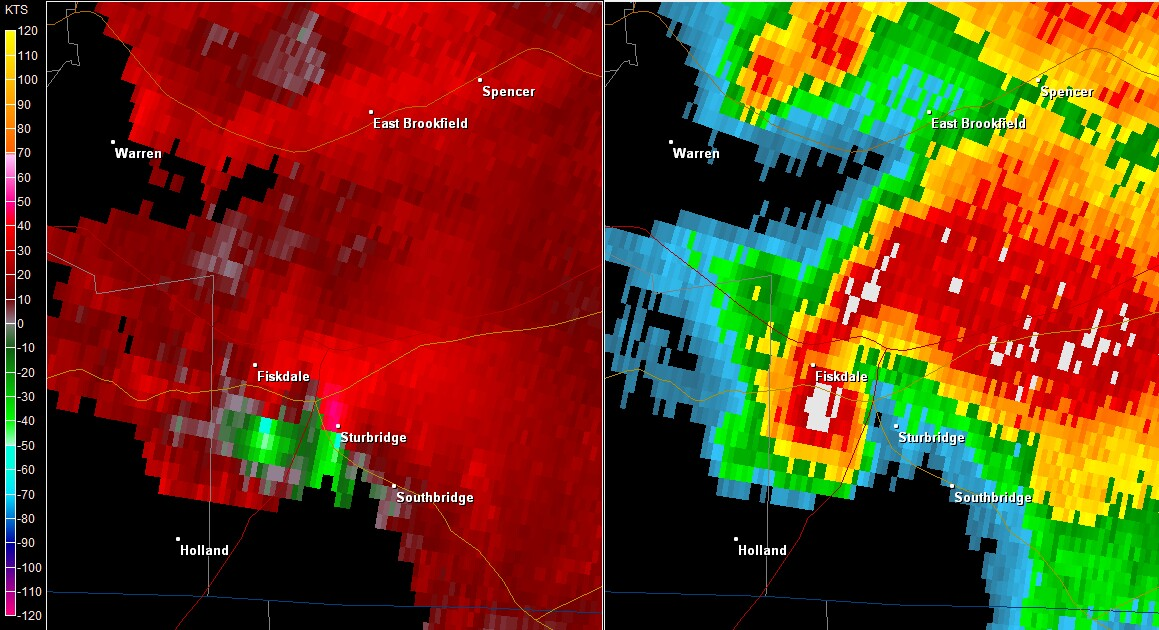 KTS
120
110
100
90
80
70
60
50
40
30
20
10
0
-10
-20
-30
-40
-50
-60
-70
-80
-90
-100
-110
-120
Spencer
East Brookfield
Warren
Fiskdale
Sturbridge
Southbridge
Holland
Spencer
East Brookfield
Warren
Fiskdale
Sturbridge
Southbridge
Holland